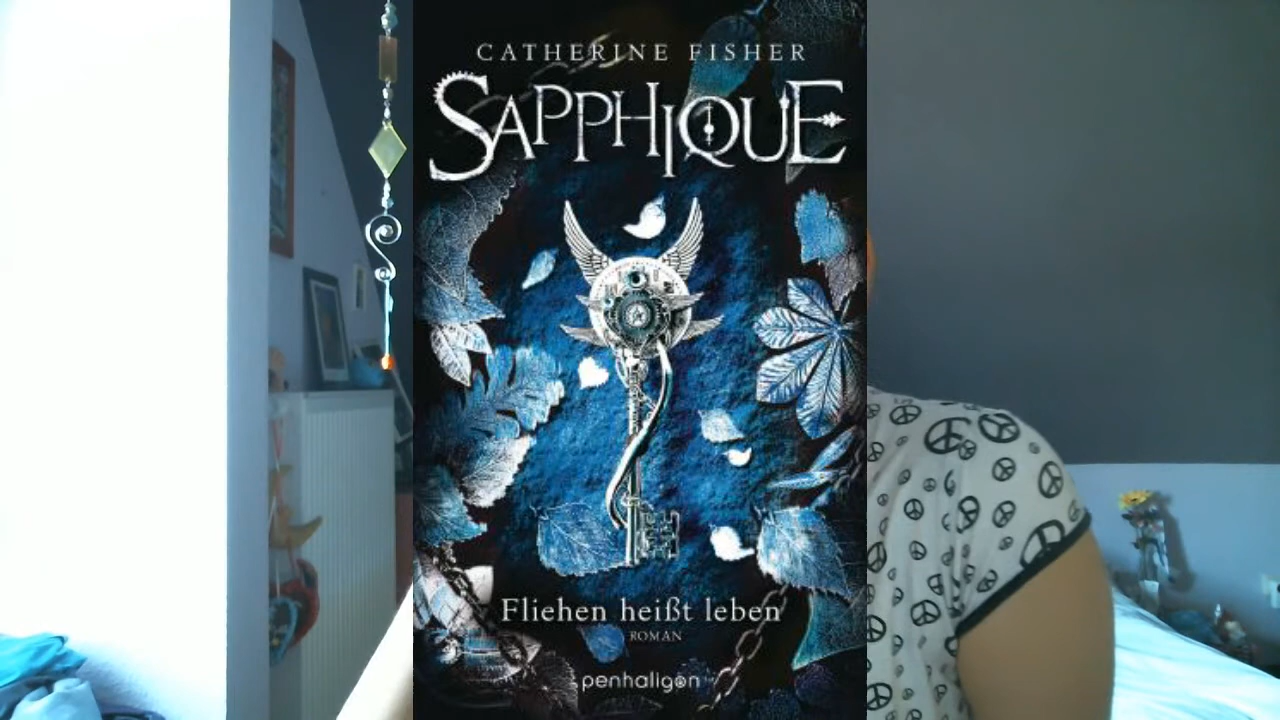 CATHERINE FISHER
SAPPHIQUE
Fliehen heißt leben
ROMAN
penhaligon